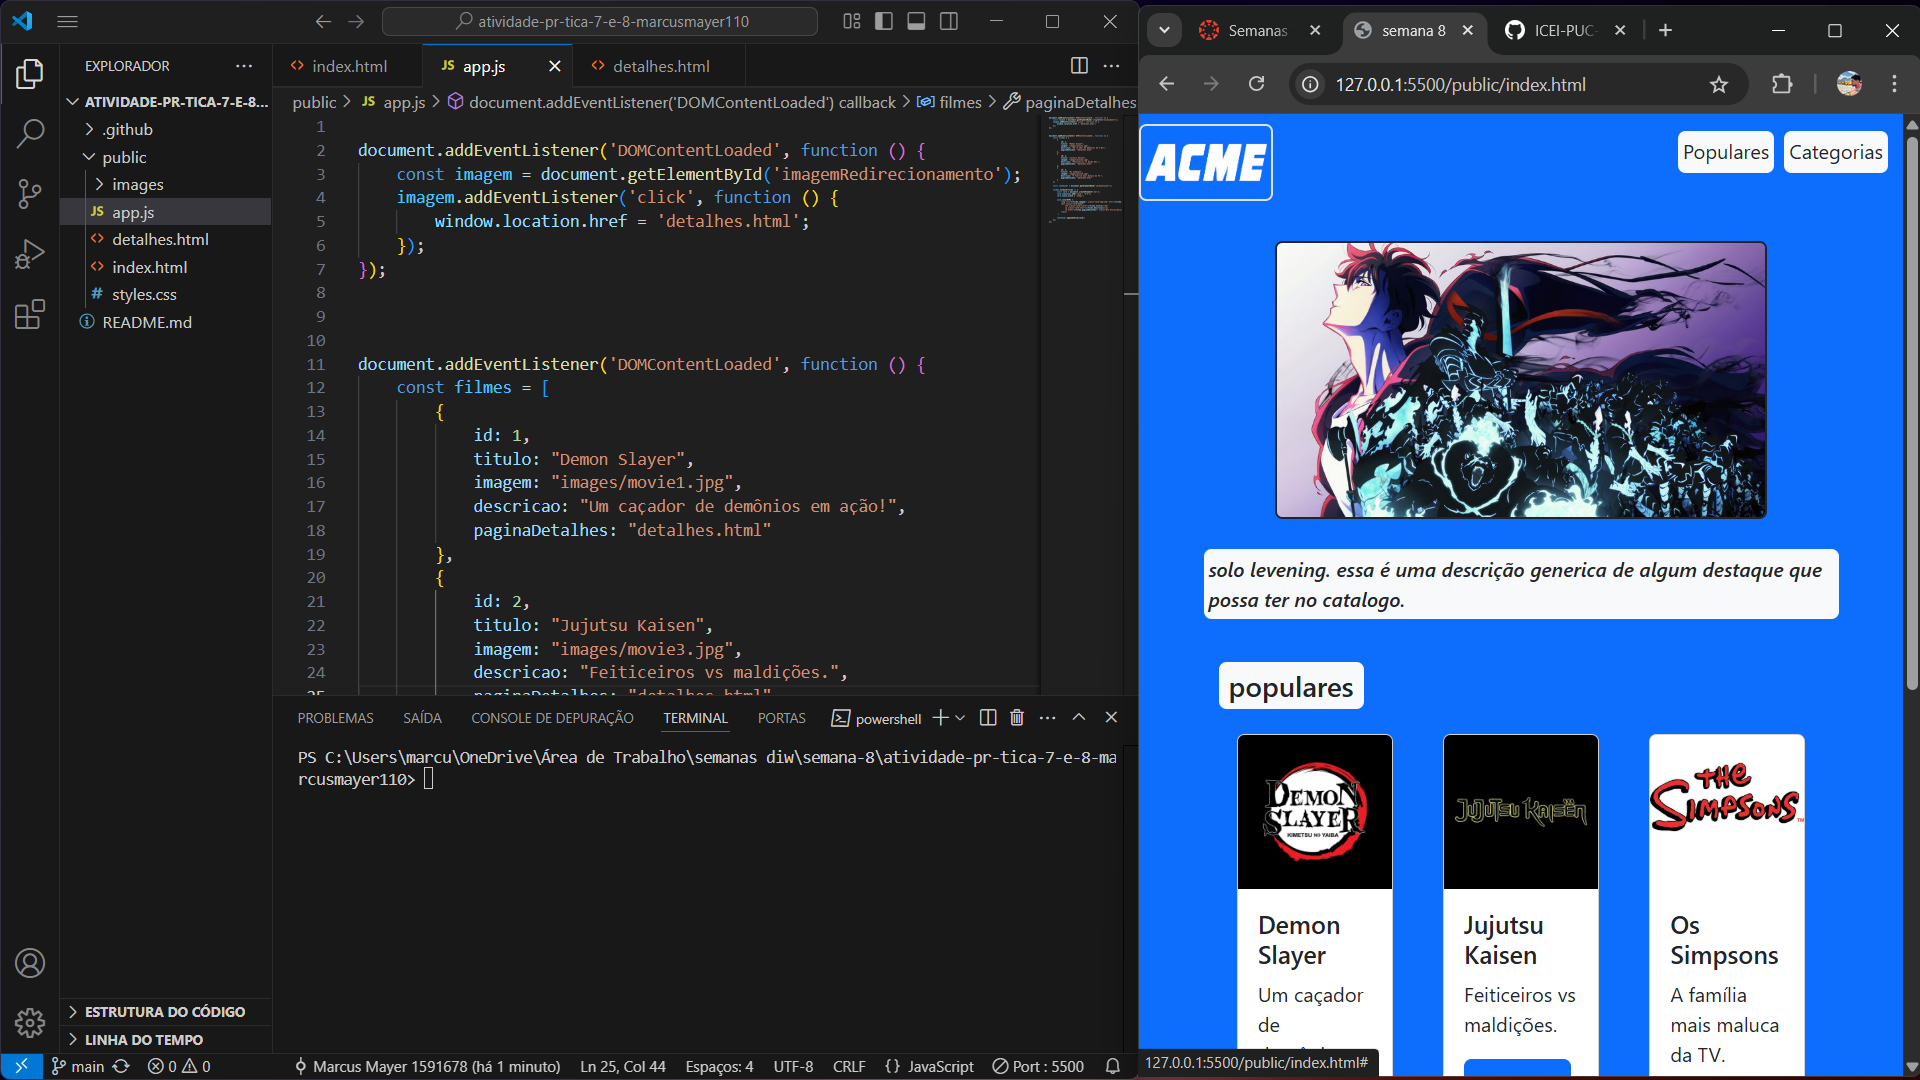 atividade-pr-tica-7-e-8-marcusmayer110
EXPLORADOR
ATIVIDADE-PR-TICA-7-E-8...
.github
public
images
JS app.js
detalhes.html
index.html
# styles.css
README.md
ESTRUTURA DO CÓDIGO
LINHA DO TEMPO
index.html
JS app.js
detalhes.html
public > JS app.js > document.addEventListener('DOMContentLoaded') callback > filmes > paginaDetalhes
1
2 document.addEventListener('DOMContentLoaded', function () {
3 const imagem = document.getElementById('imagemRedirecionamento');
4 imagem.addEventListener('click', function () {
5 window.location.href = 'detalhes.html';
6 });
7 });
8
9
10
11 document.addEventListener('DOMContentLoaded', function () {
12 const filmes = [
13 {
14 id: 1,
15 titulo: "Demon Slayer",
16 imagem: "images/movie1.jpg",
17 descricao: "Um caçador de demônios em ação!",
18 paginaDetalhes: "detalhes.html"
19 },
20 {
21 id: 2,
22 titulo: "Jujutsu Kaisen",
23 imagem: "images/movie3.jpg",
24 descricao: "Feiticeiros vs maldições.",
25 paginaDetalhes: "detalhes.html"
PROBLEMAS
SAÍDA
CONSOLE DE DEPURAÇÃO
TERMINAL
PORTAS
powershell
PS C:\Users\marcu\OneDrive\Área de Trabalho\semanas diw\semana-8\atividade-pr-tica-7-e-8-ma
rcusmayer110>
main
0 0
Marcus Mayer 1591678 (há 1 minuto)
Ln 25, Col 44
Espaços: 4
UTF-8
CRLF
{} JavaScript
Port : 5500
Semanas
semana 8
ICEI-PUC-
127.0.0.1:5500/public/index.html
ACME
Populares
Categorias
solo levening. essa é uma descrição generica de algum destaque que
possa ter no catalogo.
populares
DEMON
SLAYER
KIMETSU NO YAIBA
JUJUTSU KAISEN
THE
SIMPSONS
TM
Demon
Slayer
Um caçador
de
Jujutsu
Kaisen
Feiticeiros vs
maldições.
Os
Simpsons
A família
mais maluca
da TV.
127.0.0.1:5500/public/index.html#